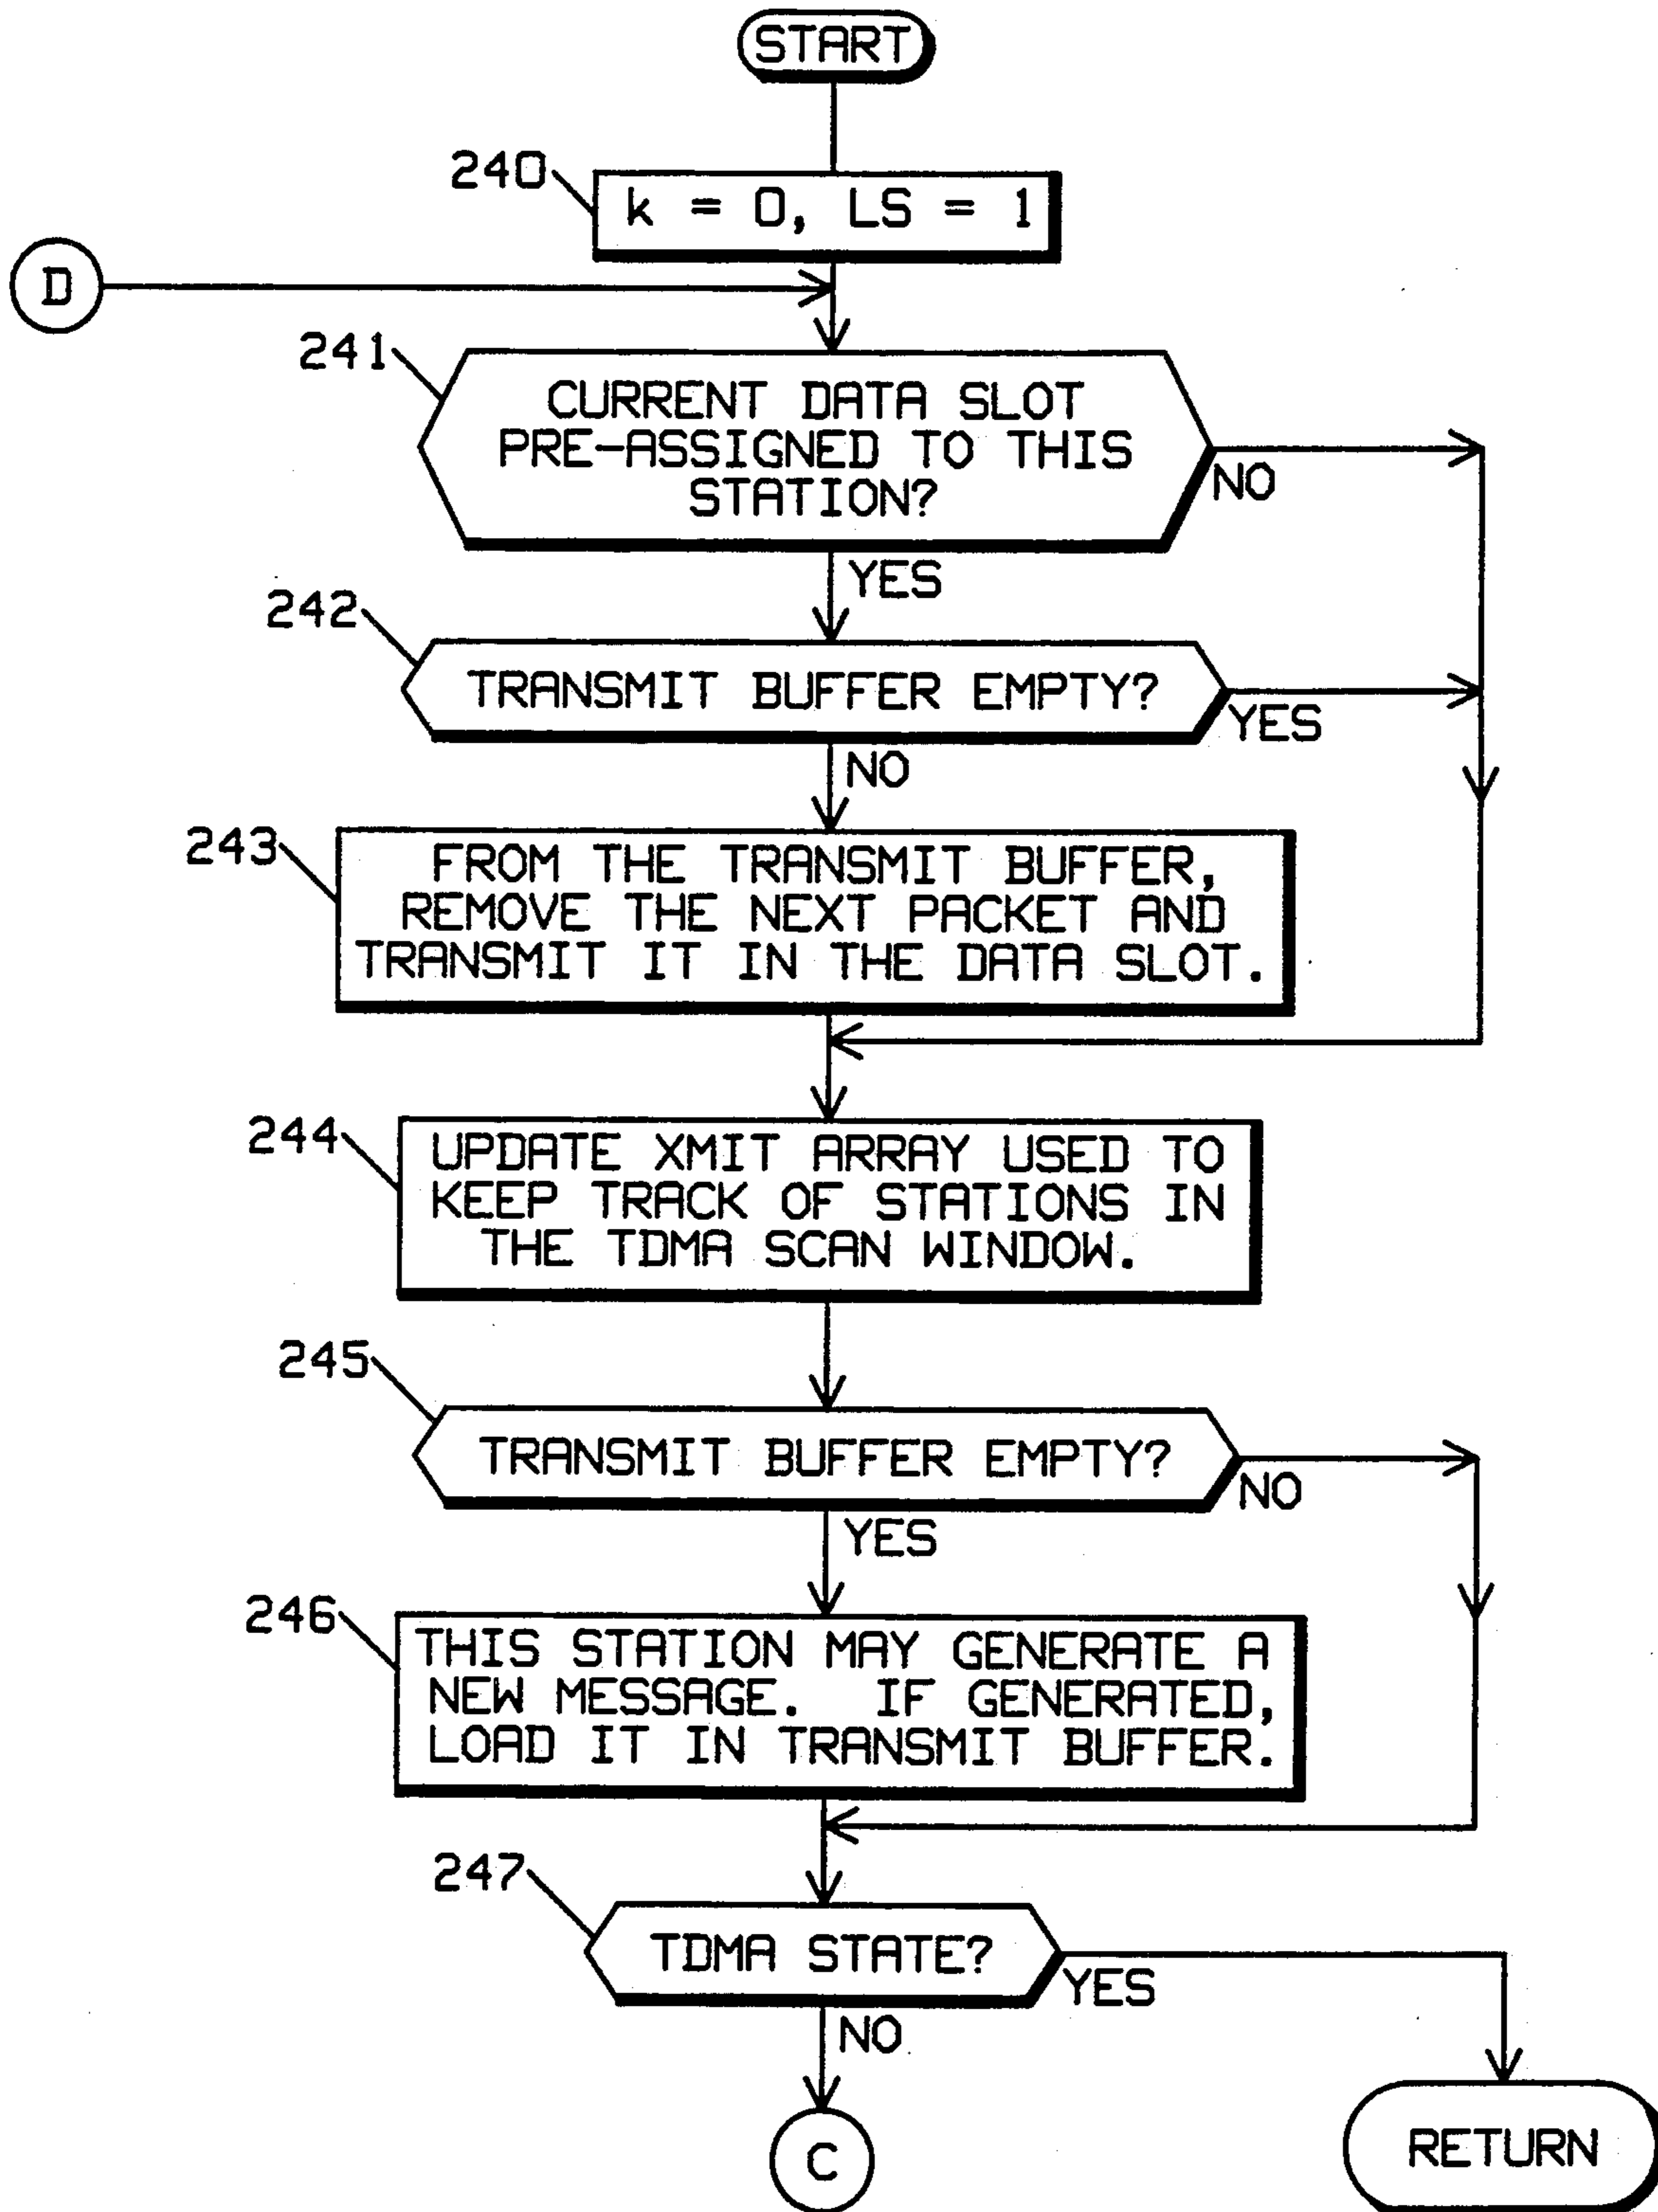 START
240
k = 0, LS = 1
D
241
CURRENT DATA SLOT
PRE-ASSIGNED TO THIS
STATION?
NO
YES
242
TRANSMIT BUFFER EMPTY?
YES
NO
243
FROM THE TRANSMIT BUFFER,
REMOVE THE NEXT PACKET AND
TRANSMIT IT IN THE DATA SLOT.
244
UPDATE XMIT ARRAY USED TO
KEEP TRACK OF STATIONS IN
THE TDMA SCAN WINDOW.
245
TRANSMIT BUFFER EMPTY?
NO
YES
246
THIS STATION MAY GENERATE A
NEW MESSAGE. IF GENERATED,
LOAD IT IN TRANSMIT BUFFER.
247
TDMA STATE?
YES
NO
C
RETURN